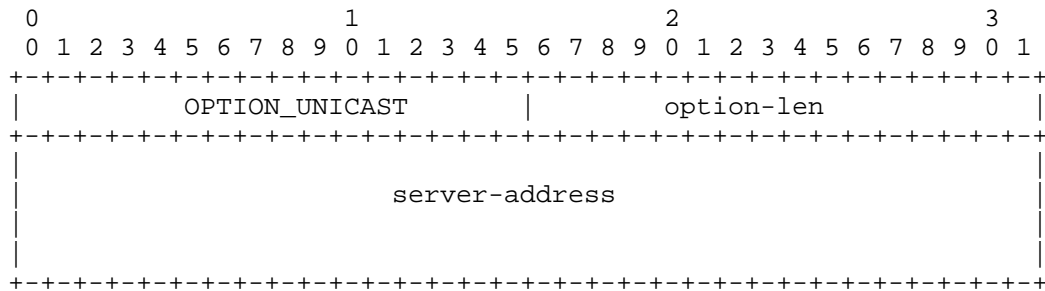 0                   1                   2                   3
 0 1 2 3 4 5 6 7 8 9 0 1 2 3 4 5 6 7 8 9 0 1 2 3 4 5 6 7 8 9 0 1
+-+-+-+-+-+-+-+-+-+-+-+-+-+-+-+-+-+-+-+-+-+-+-+-+-+-+-+-+-+-+-+-+
|          OPTION_UNICAST       |        option-len             |
+-+-+-+-+-+-+-+-+-+-+-+-+-+-+-+-+-+-+-+-+-+-+-+-+-+-+-+-+-+-+-+-+
|                                                               |
|                       server-address                          |
|                                                               |
|                                                               |
+-+-+-+-+-+-+-+-+-+-+-+-+-+-+-+-+-+-+-+-+-+-+-+-+-+-+-+-+-+-+-+-+